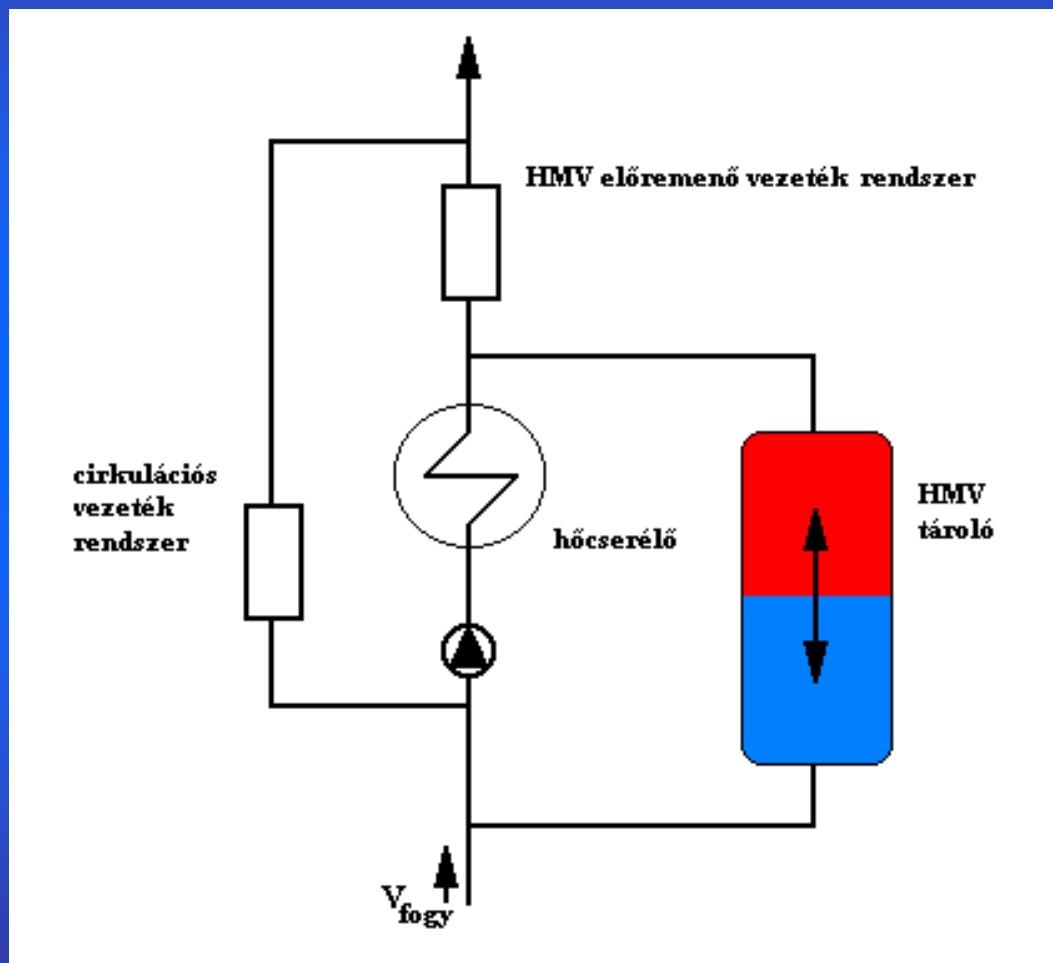 HMV előremenő vezeték rendszer
cirkulációs
vezeték
rendszer
hőcserélő
HMV
tároló
Vfogy